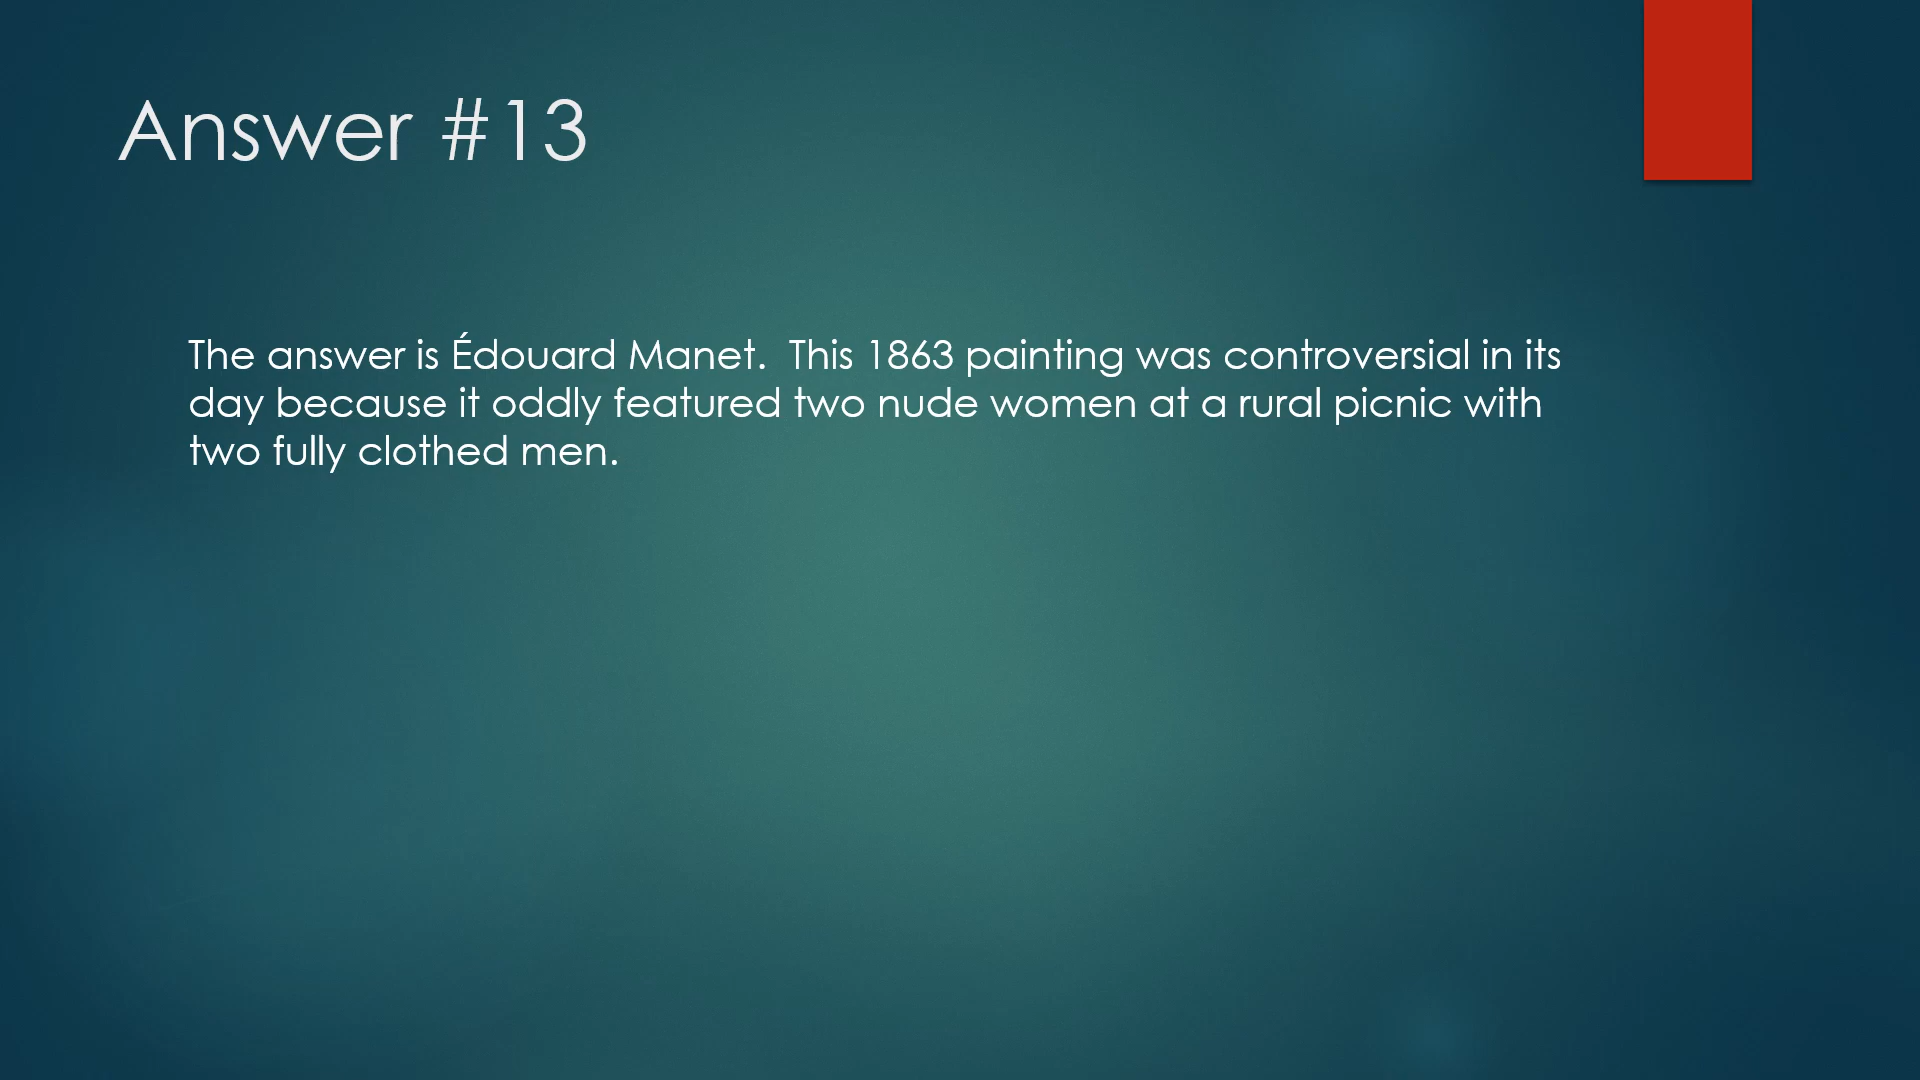 Answer #13
The answer is Édouard Manet.  This 1863 painting was controversial in its
day because it oddly featured two nude women at a rural picnic with
two fully clothed men.